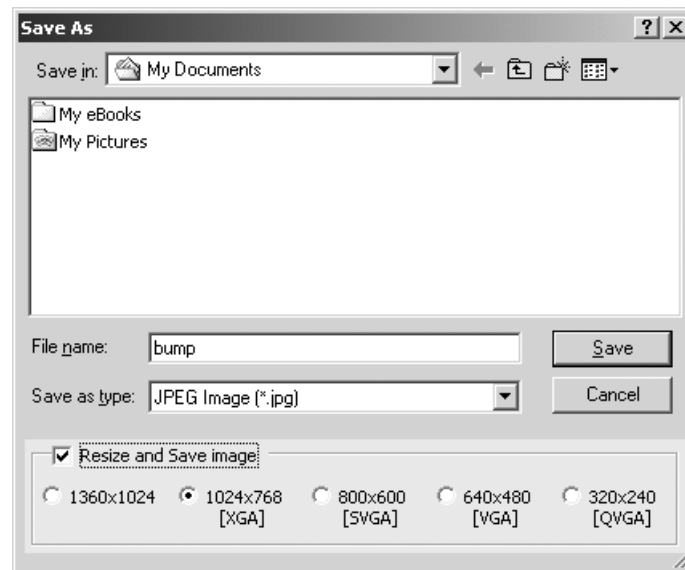 Save As
Save in: My Documents
My eBooks
My Pictures
File name: bump Save
Save as type: JPEG Image (*.jpg) Cancel
Resize and Save image
1360x1024 1024x768 800x600 640x480 320x240
[XGA] [SVGA] [VGA] [QVGA]